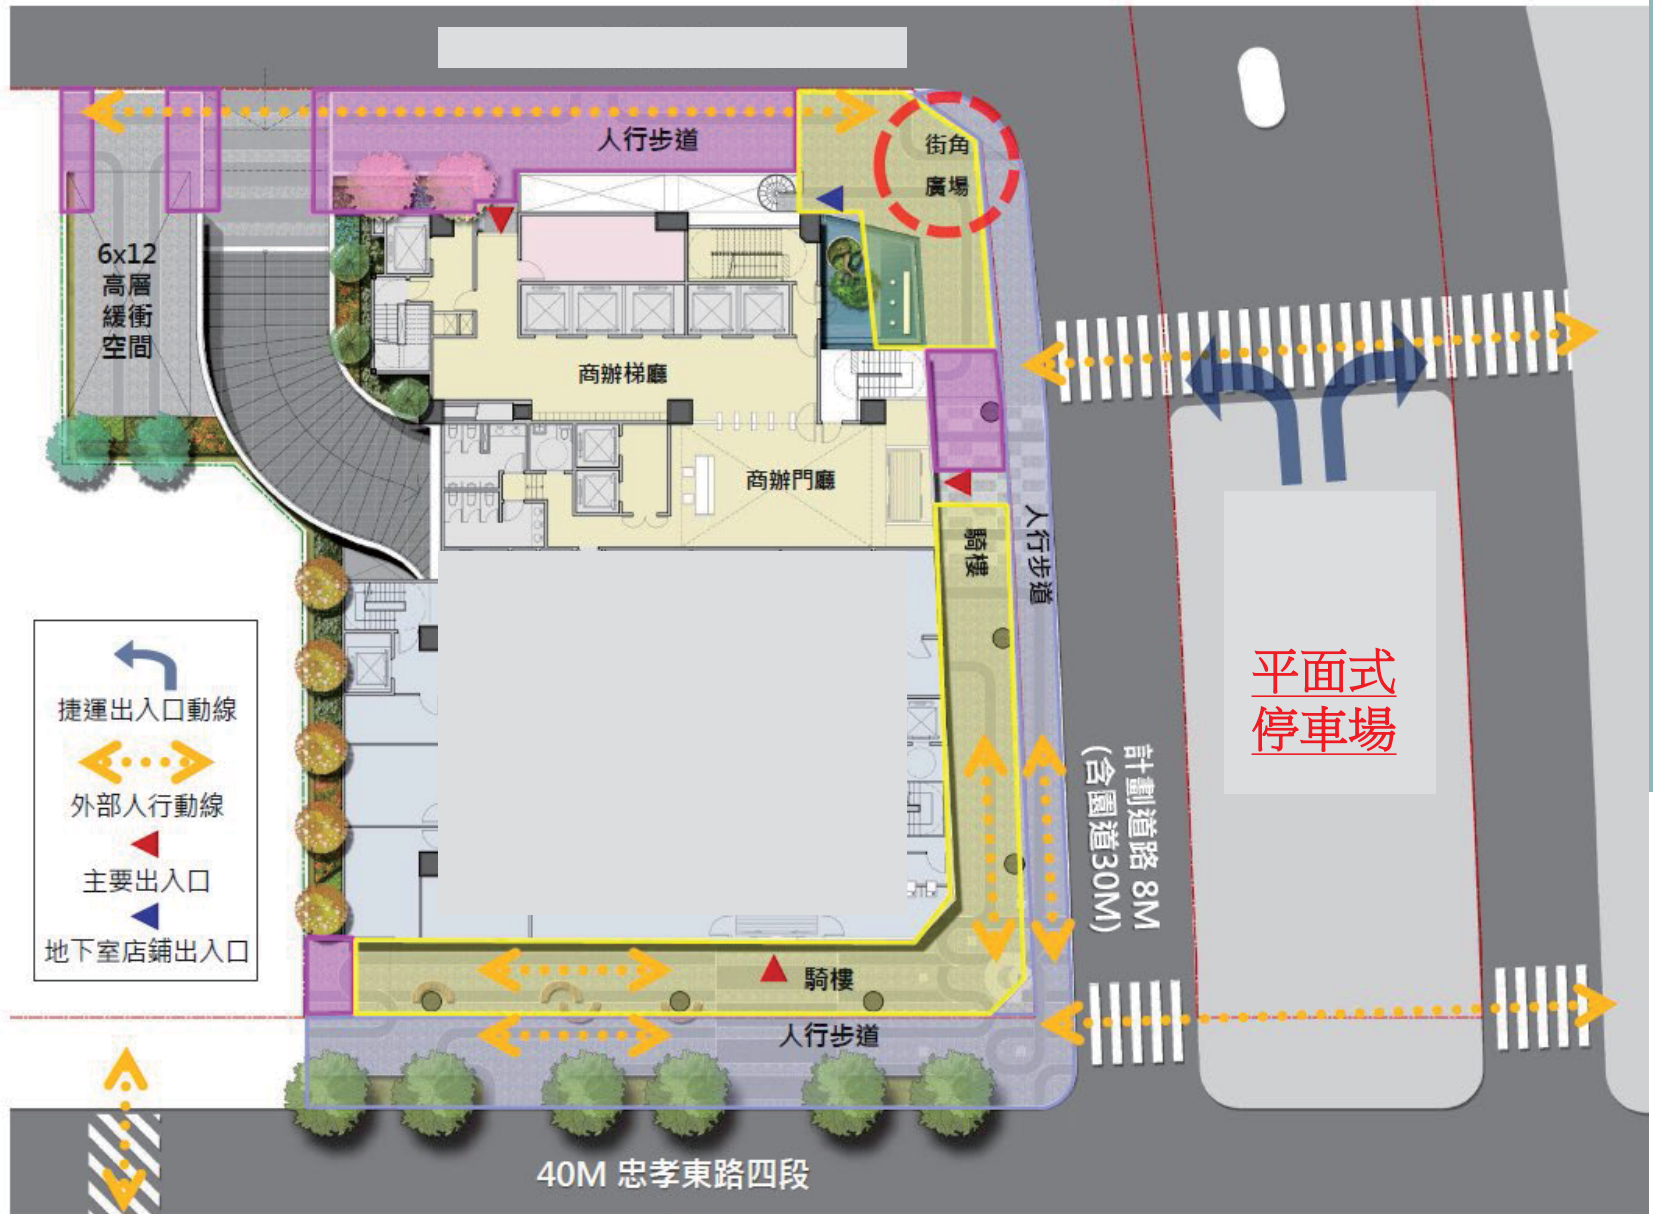 人行步道
街角
廣場
6x12
高層
緩衝
空間
商辦梯廳
商辦門廳
騎樓
人行步道
平面式
停車場
捷運出入口動線
外部人行動線
主要出入口
地下室店鋪出入口
計劃道路 8M
(含園道30M)
騎樓
人行步道
40M 忠孝東路四段